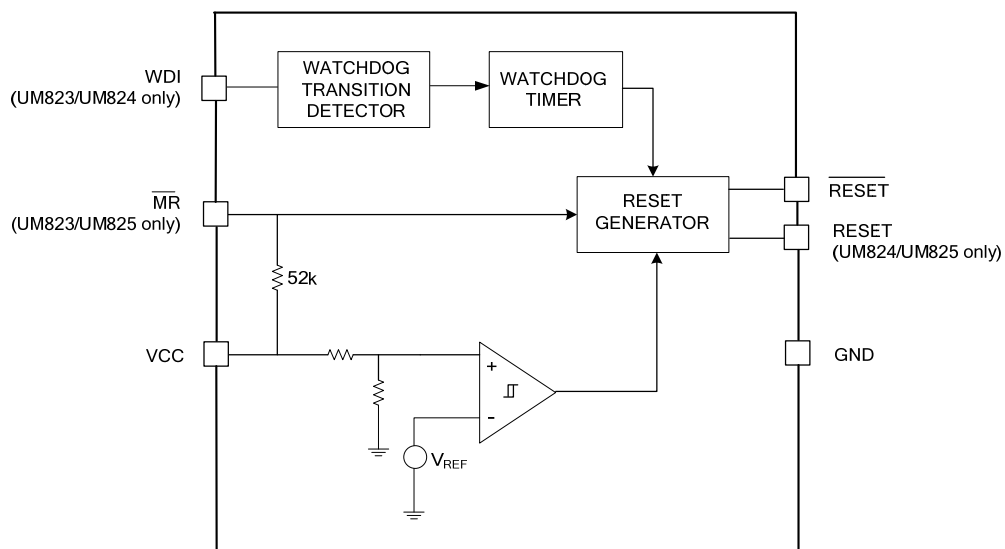 WDI
(UM823/UM824 only)
WATCHDOG
TRANSITION
DETECTOR
WATCHDOG
TIMER
MR
(UM823/UM825 only)
RESET
GENERATOR
RESET
RESET
(UM824/UM825 only)
52k
VCC
GND
+
-
VREF